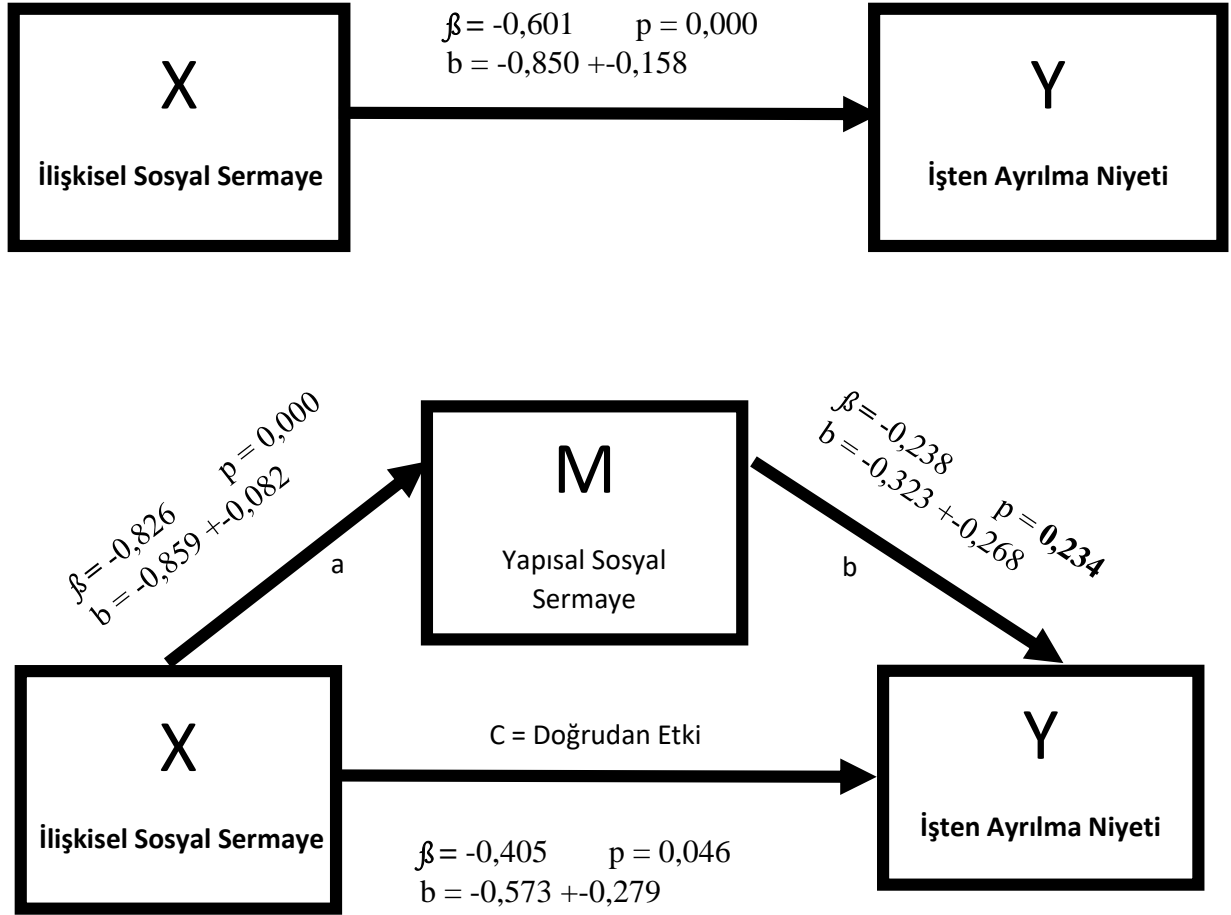 ß = -0,601 p = 0,000
b = -0,850 +-0,158
X
İlişkisel Sosyal Sermaye
Y
İşten Ayrılma Niyeti
ß = -0,826 p = 0,000
b = -0,859 +-0,082
a
M
Yapısal Sosyal
Sermaye
ß = -0,238
b = -0,323 +-0,268 p = 0,234
b
X
İlişkisel Sosyal Sermaye
C = Doğrudan Etki
ß = -0,405 p = 0,046
b = -0,573 +-0,279
Y
İşten Ayrılma Niyeti